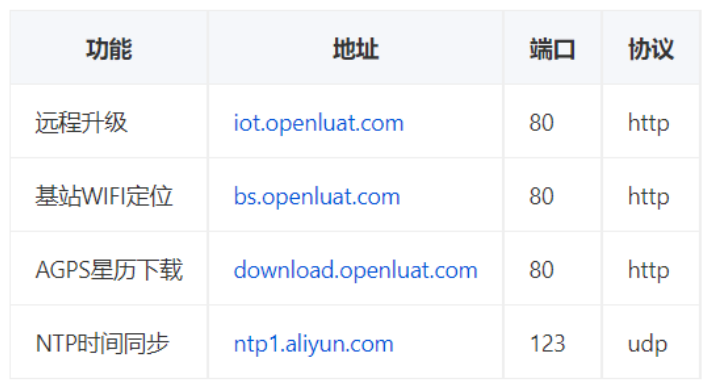 功能 地址 端口 协议
远程升级 iot.openluat.com 80 http
基站WIFI定位 bs.openluat.com 80 http
AGPS星历下载 download.openluat.com 80 http
NTP时间同步 ntp1.aliyun.com 123 udp